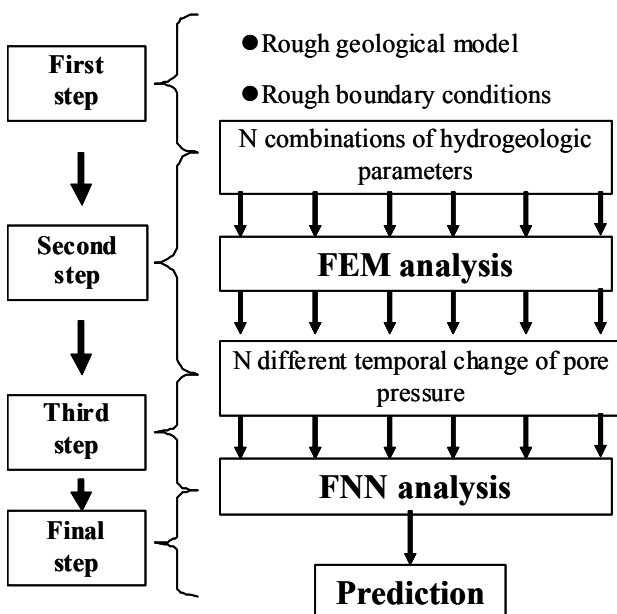 First
step
Second
step
Third
step
Final
step
●Rough geological model
●Rough boundary conditions
N combinations of hydrogeologic
parameters
FEM analysis
N different temporal change of pore
pressure
FNN analysis
Prediction